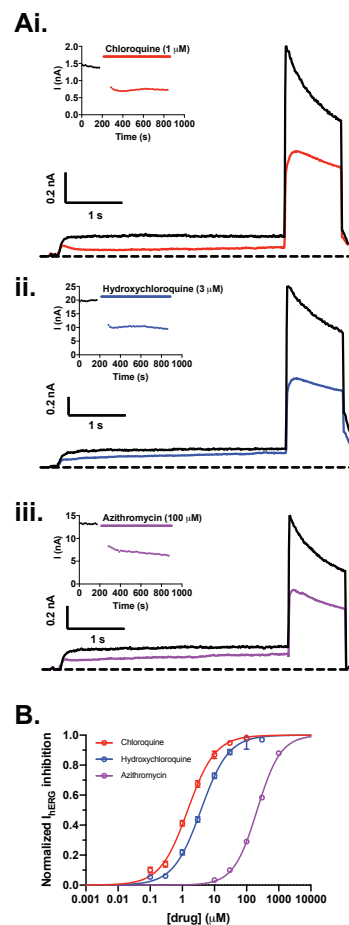 Ai.
Chloroquine (1 µM)
2.0
1.5
1.0
0.5
0.0
I (nA)
0 200 400 600 800 1000
Time (s)
0.2 nA
1 s
ii.
Hydroxychloroquine (3 µM)
25
20
15
10
5
0
I (nA)
0 200 400 600 800 1000
Time (s)
0.2 nA
1 s
iii.
Azithromycin (100 µM)
15
10
5
0
I (nA)
0 200 400 600 800 1000
Time (s)
0.2 nA
1 s
B.
Normalized IhERG inhibition
1.0
0.8
0.6
0.4
0.2
0.0
Chloroquine
Hydroxychloroquine
Azithromycin
0.001 0.01 0.1 1 10 100 1000 10000
[drug] (µM)